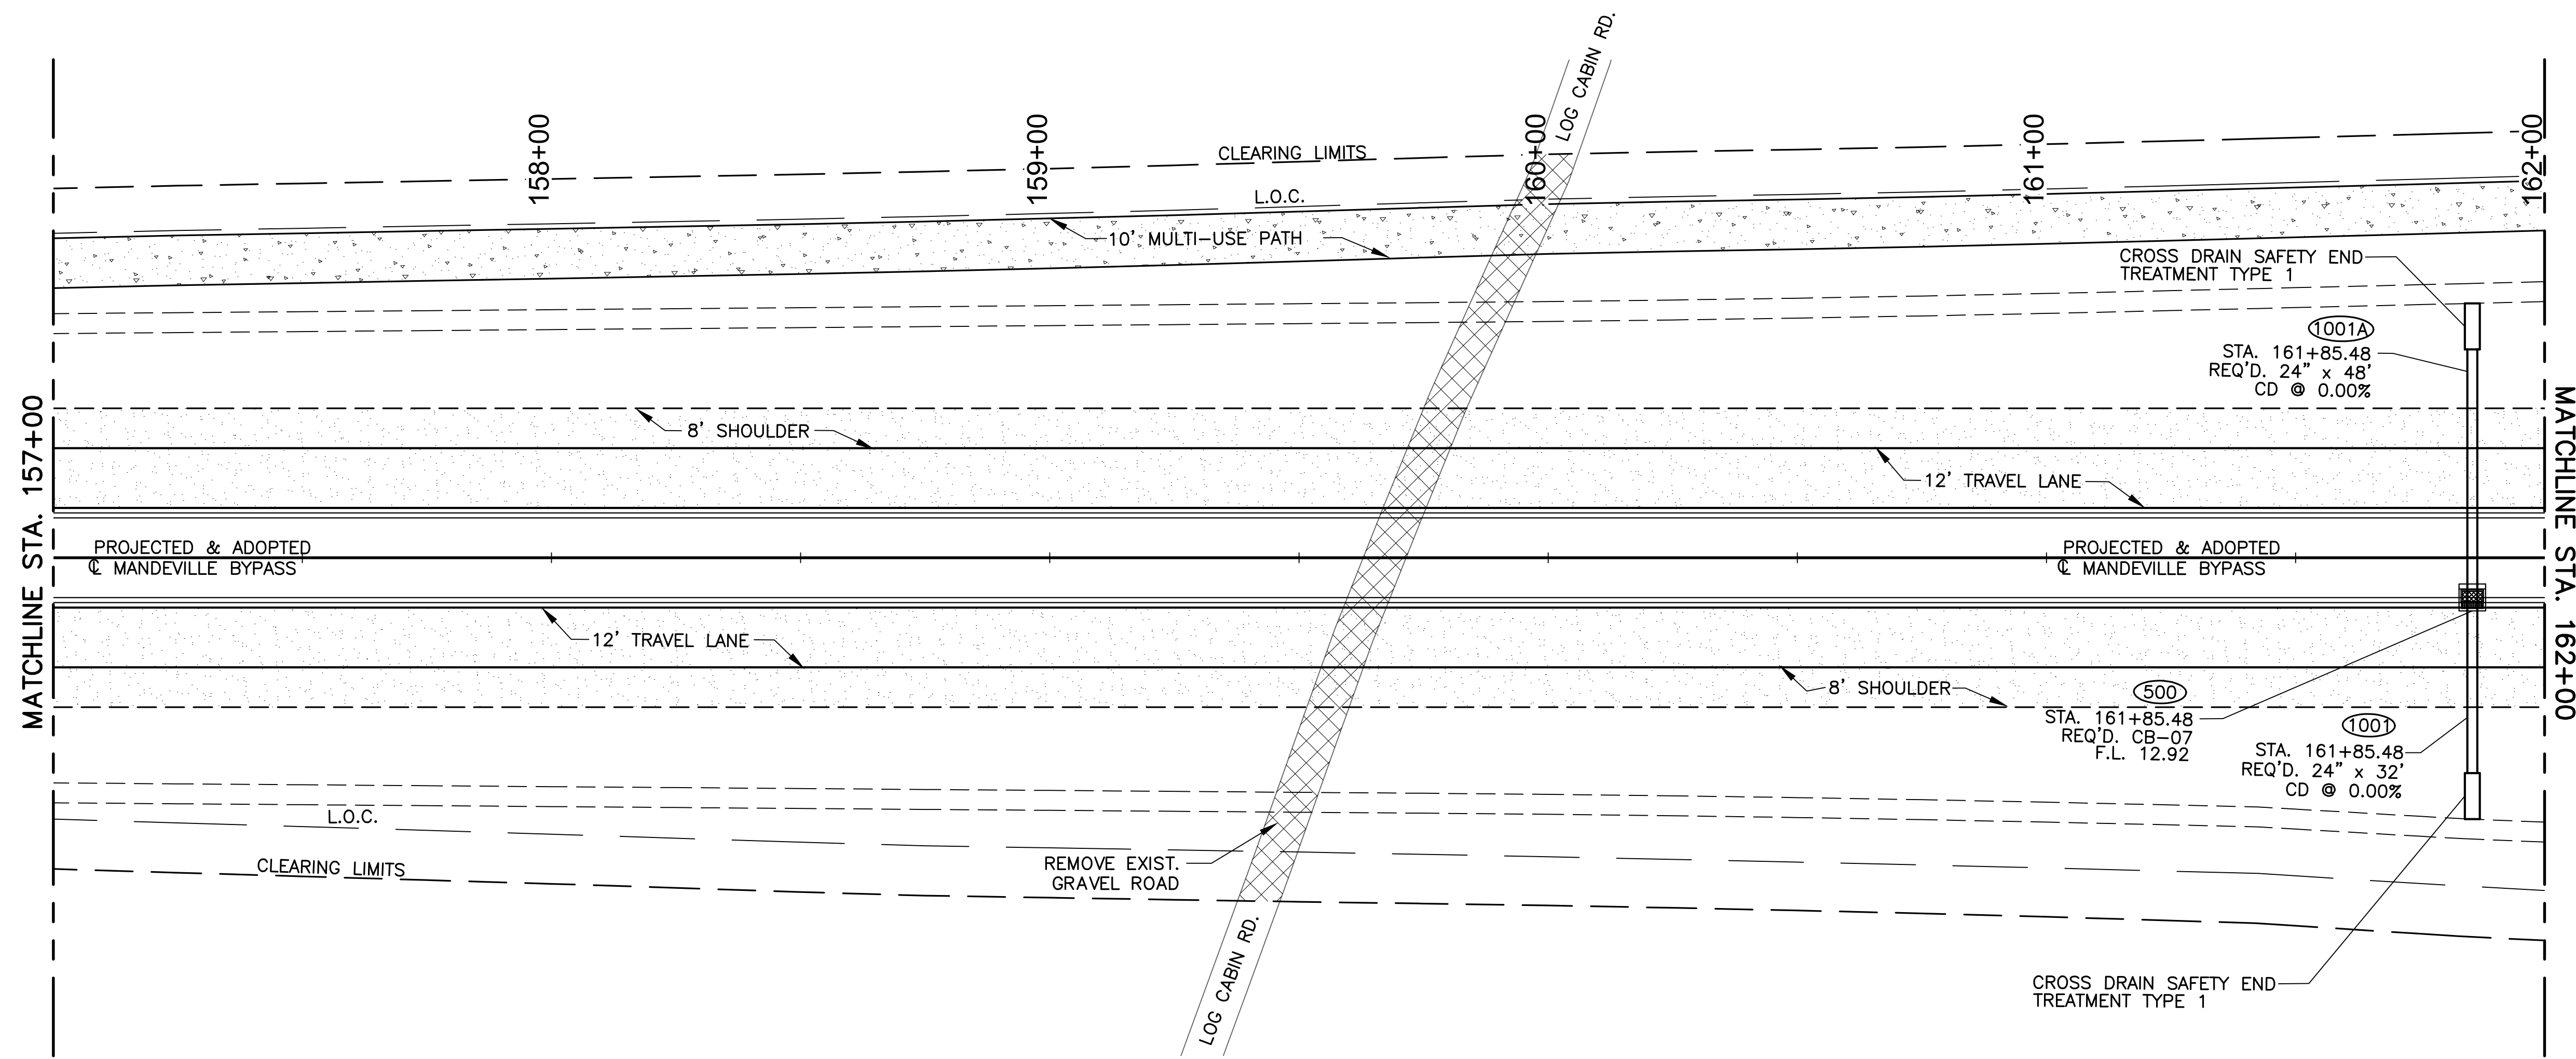 LOG CABIN RD.
158+00
159+00
160+00
161+00
162+00
CLEARING LIMITS
L.O.C.
10' MULTI-USE PATH
CROSS DRAIN SAFETY END
TREATMENT TYPE 1
1001A
STA. 161+85.48
REQ'D. 24" x 48'
CD @ 0.00%
8' SHOULDER
12' TRAVEL LANE
MATCHLINE STA. 157+00
MATCHLINE STA. 162+00
PROJECTED & ADOPTED
℄ MANDEVILLE BYPASS
PROJECTED & ADOPTED
℄ MANDEVILLE BYPASS
12' TRAVEL LANE
8' SHOULDER
500
STA. 161+85.48
REQ'D. CB-07
F.L. 12.92
1001
STA. 161+85.48
REQ'D. 24" x 32'
CD @ 0.00%
L.O.C.
CLEARING LIMITS
REMOVE EXIST.
GRAVEL ROAD
LOG CABIN RD.
CROSS DRAIN SAFETY END
TREATMENT TYPE 1